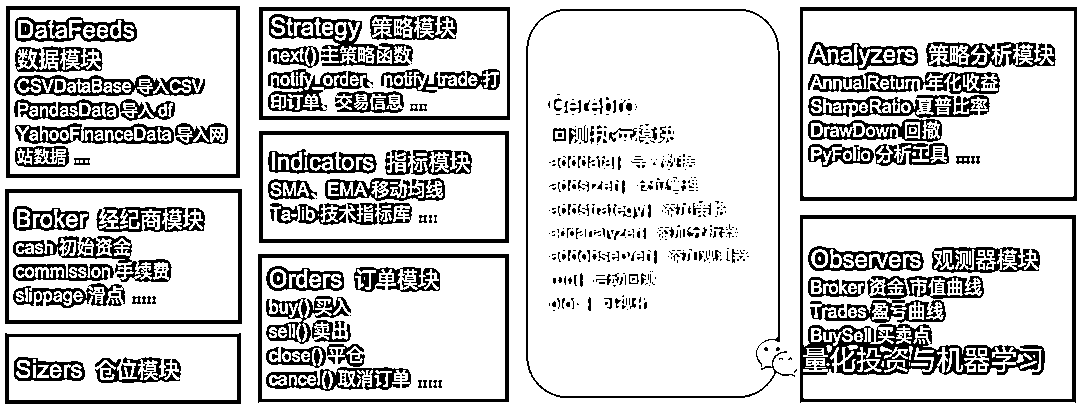 DataFeeds
数据模块
CSVDataBase 导入CSV
PandasData 导入df
YahooFinanceData 导入网
站数据 .....
Broker 经纪商模块
cash 初始资金
commission 手续费
slippage 滑点 .....
Sizers 仓位模块
Strategy 策略模块
next()主策略函数
notify_order、notify_trade 打
印订单、交易信息 .....
Indicators 指标模块
SMA、EMA 移动均线
Ta-lib 技术指标库 .....
Orders 订单模块
buy()买入
sell()卖出
close()平仓
cancel()取消订单 .....
Cerebro
回测执行模块
adddata() 导入数据
addsizer() 仓位管理
addstrategy() 添加策略
addanalyzer() 添加分析器
addobserver() 添加观测器
run() 启动回测
plot() 可视化
Analyzers 策略分析模块
AnnualReturn 年化收益
SharpeRatio 夏普比率
DrawDown 回撤
PyFolio 分析工具 .....
Observers 观测器模块
Broker 资金\市值曲线
Trades 盈亏曲线
BuySell 买卖点
量化投资与机器学习